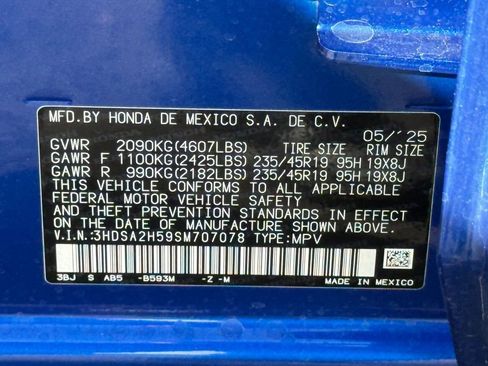 MFD.BY HONDA DE MEXICO S.A. DE C.V.
05/'25
GVWR 2090KG(4607LBS) TIRE SIZE RIM SIZE
GAWR F 1100KG(2425LBS) 235/45R19 95H 19X8J
GAWR R 990KG(2182LBS) 235/45R19 95H 19X8J
THIS VEHICLE CONFORMS TO ALL APPLICABLE
FEDERAL MOTOR VEHICLE SAFETY
AND THEFT PREVENTION STANDARDS IN EFFECT
ON THE DATE OF MANUFACTURE SHOWN ABOVE.
V.I.N:3HDSA2H59SM707078 TYPE:MPV
3BJ S AB5 -B593M -Z -M MADE IN MEXICO